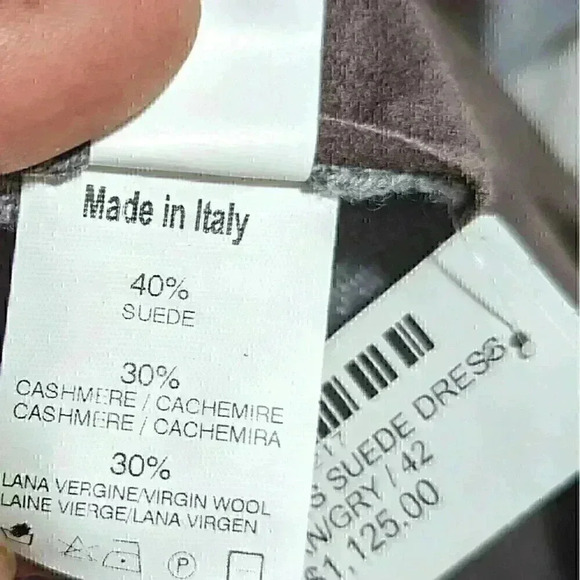 Made in Italy
40%
SUEDE
30%
CASHMERE / CACHEMIRE
CASHMERE / CACHEMIRA
30%
LANA VERGINE/VIRGIN WOOL
LAINE VIERGE/LANA VIRGEN
P
217
S SUEDE DRESS
N/GRY / 42
$1,125.00